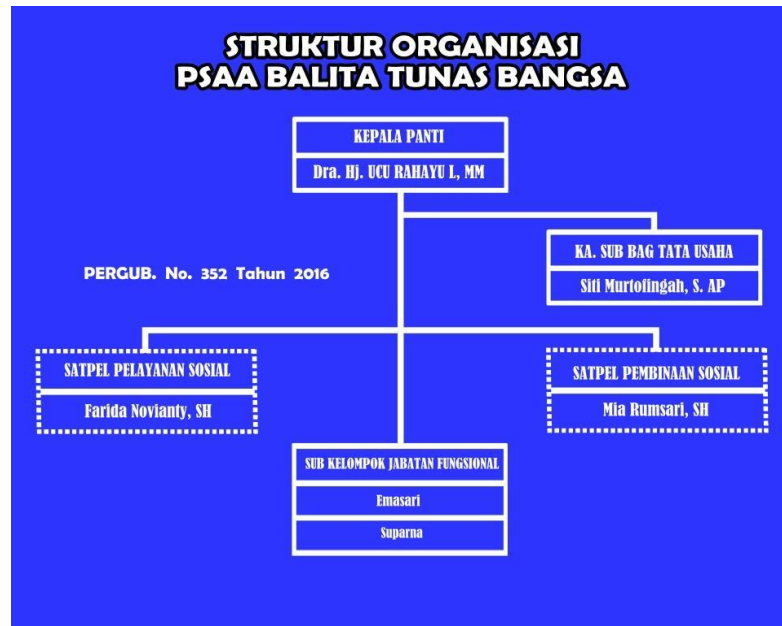 STRUKTUR ORGANISASI
PSAA BALITA TUNAS BANGSA
KEPALA PANTI
Dra. Hj. UCU RAHAYU L, MM
KA. SUB BAG TATA USAHA
Siti Murtofingah, S. AP
PERGUB. No. 352 Tahun 2016
SATPEL PELAYANAN SOSIAL
Farida Novianty, SH
SATPEL PEMBINAAN SOSIAL
Mia Rumsari, SH
SUB KELOMPOK JABATAN FUNGSIONAL
Emasari
Suparna